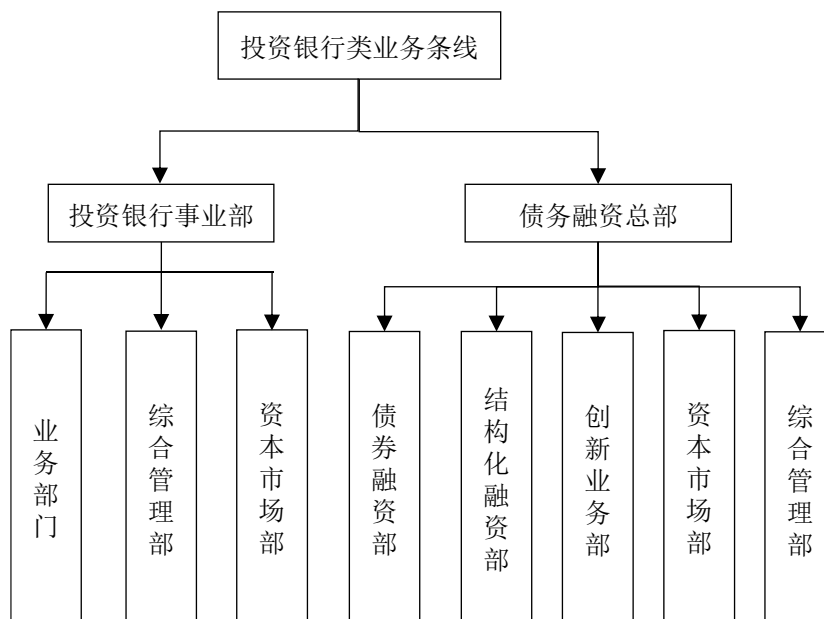 投资银行类业务条线
投资银行事业部
债务融资总部
业务部门
综合管理部
资本市场部
债券融资部
结构化融资部
创新业务部
资本市场部
综合管理部